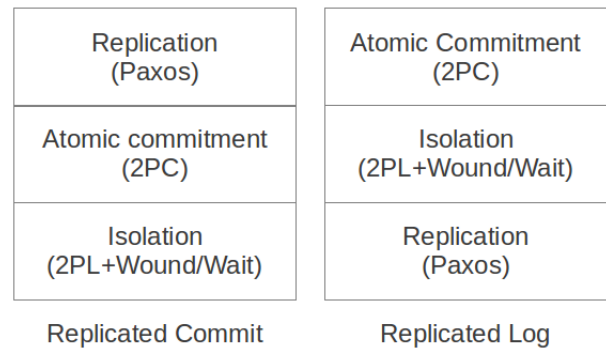 Replication
(Paxos)
Atomic commitment
(2PC)
Isolation
(2PL+Wound/Wait)
Replicated Commit
Atomic Commitment
(2PC)
Isolation
(2PL+Wound/Wait)
Replication
(Paxos)
Replicated Log